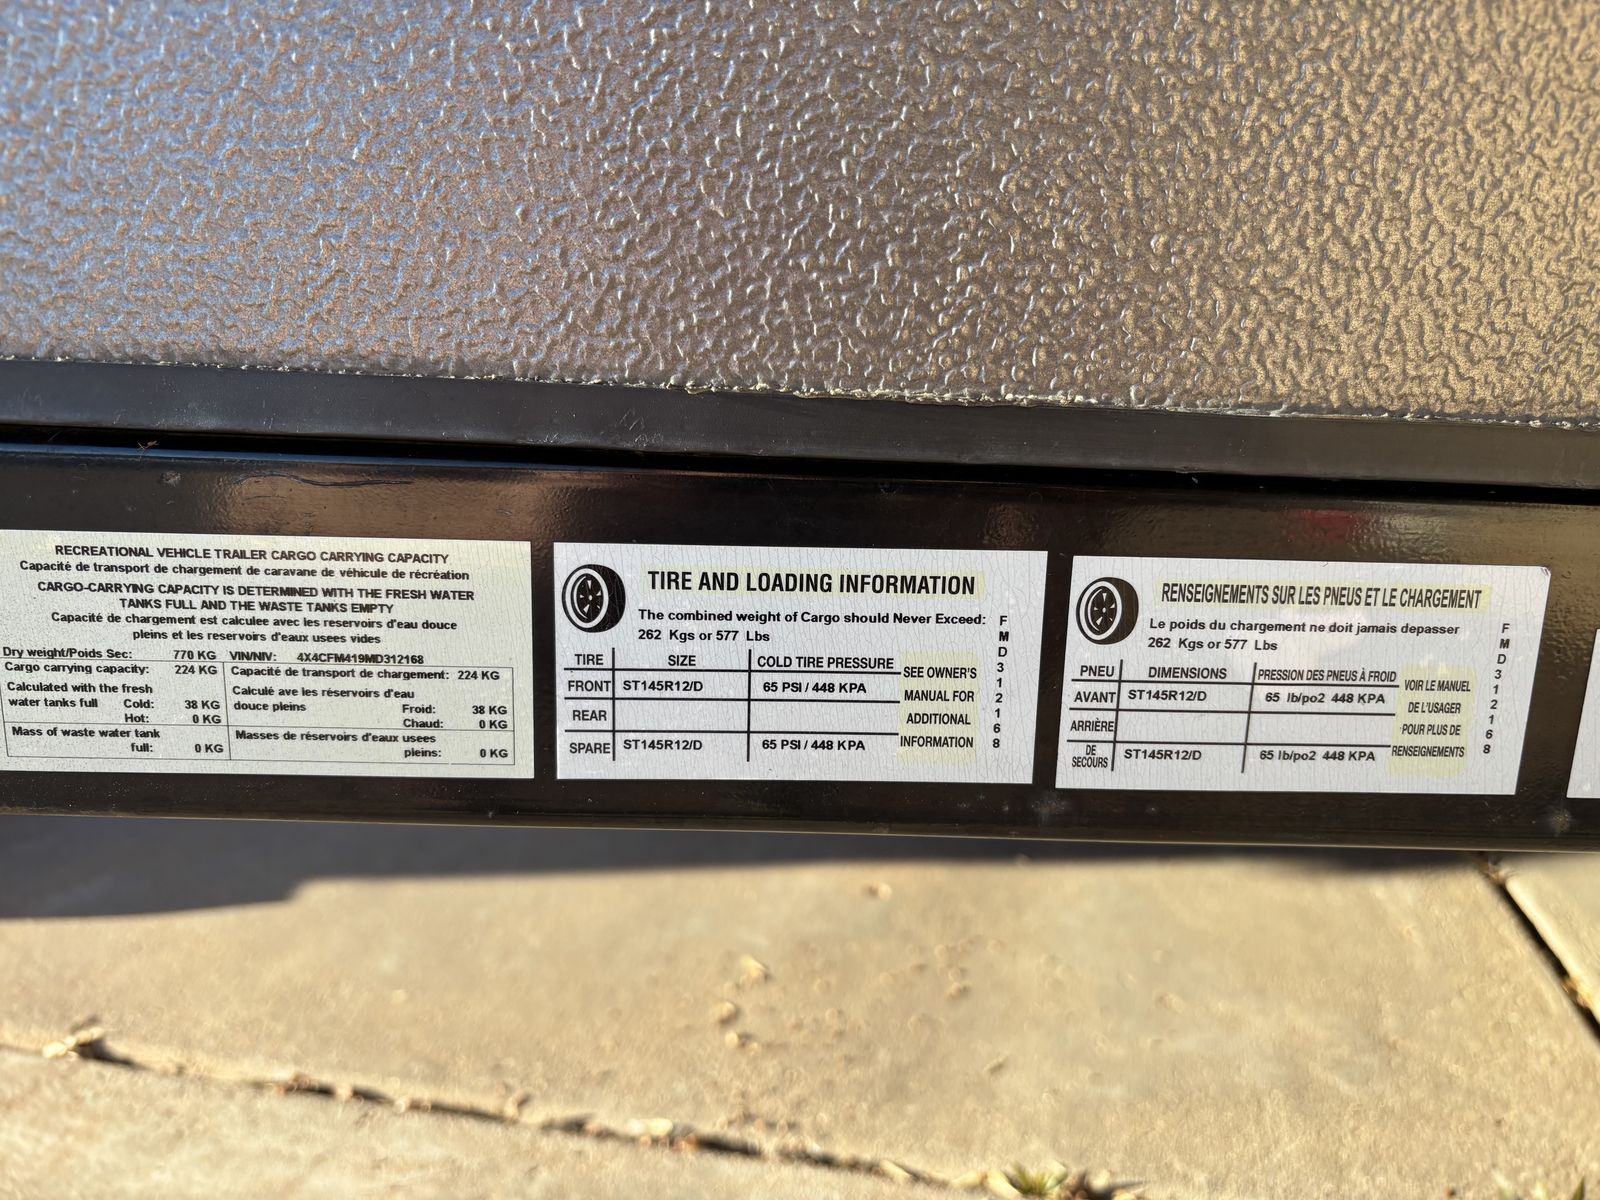 RECREATIONAL VEHICLE TRAILER CARGO CARRYING CAPACITY
Capacité de transport de chargement de caravane de véhicule de récréation
CARGO-CARRYING CAPACITY IS DETERMINED WITH THE FRESH WATER
TANKS FULL AND THE WASTE TANKS EMPTY
Capacité de chargement est calculee avec les reservoirs d'eau douce
pleins et les reservoirs d'eaux usees vides
Dry weight/Poids Sec: 770 KG VIN/NIV: 4X4CFM419MD312168
Cargo carrying capacity: 224 KG Capacité de transport de chargement: 224 KG
Calculated with the fresh
water tanks full Cold: 38 KG
Hot: 0 KG
Calculé ave les réservoirs d'eau
douce pleins Froid: 38 KG
Chaud: 0 KG
Mass of waste water tank
full: 0 KG
Masses de réservoirs d'eaux usees
pleins: 0 KG
TIRE AND LOADING INFORMATION
The combined weight of Cargo should Never Exceed:
262 Kgs or 577 Lbs
TIRE SIZE COLD TIRE PRESSURE
FRONT ST145R12/D 65 PSI / 448 KPA
REAR
SPARE ST145R12/D 65 PSI / 448 KPA
SEE OWNER'S
MANUAL FOR
ADDITIONAL
INFORMATION
FMD312168
RENSEIGNEMENTS SUR LES PNEUS ET LE CHARGEMENT
Le poids du chargement ne doit jamais depasser
262 Kgs or 577 Lbs
PNEU DIMENSIONS PRESSION DES PNEUS À FROID
AVANT ST145R12/D 65 lb/po2 448 KPA
ARRIÈRE
DE
SECOURS ST145R12/D 65 lb/po2 448 KPA
VOIR LE MANUEL
DE L'USAGER
POUR PLUS DE
RENSEIGNEMENTS
FMD312168